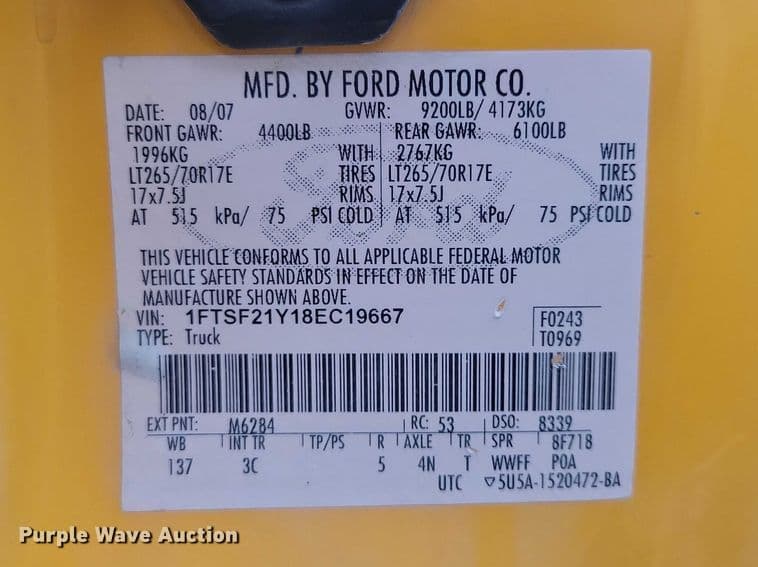 MFD. BY FORD MOTOR CO.
DATE: 08/07 GVWR: 9200LB/ 4173KG
FRONT GAWR: 4400LB REAR GAWR: 6100LB
1996KG WITH 2767KG WITH
LT265/70R17E TIRES LT265/70R17E TIRES
17x7.5J RIMS 17x7.5J RIMS
AT 515 kPa/ 75 PSI COLD AT 515 kPa/ 75 PSI COLD
THIS VEHICLE CONFORMS TO ALL APPLICABLE FEDERAL MOTOR
VEHICLE SAFETY STANDARDS IN EFFECT ON THE DATE OF
MANUFACTURE SHOWN ABOVE.
VIN: 1FTSF21Y18EC19667 F0243
TYPE: Truck T0969
EXT PNT: M6284 RC: 53 DSO: 8339
WB INT TR TP/PS R AXLE TR SPR 8F718
137 3C 5 4N T WWFF POA
UTC ▽5U5A-1520472-BA
Purple Wave Auction